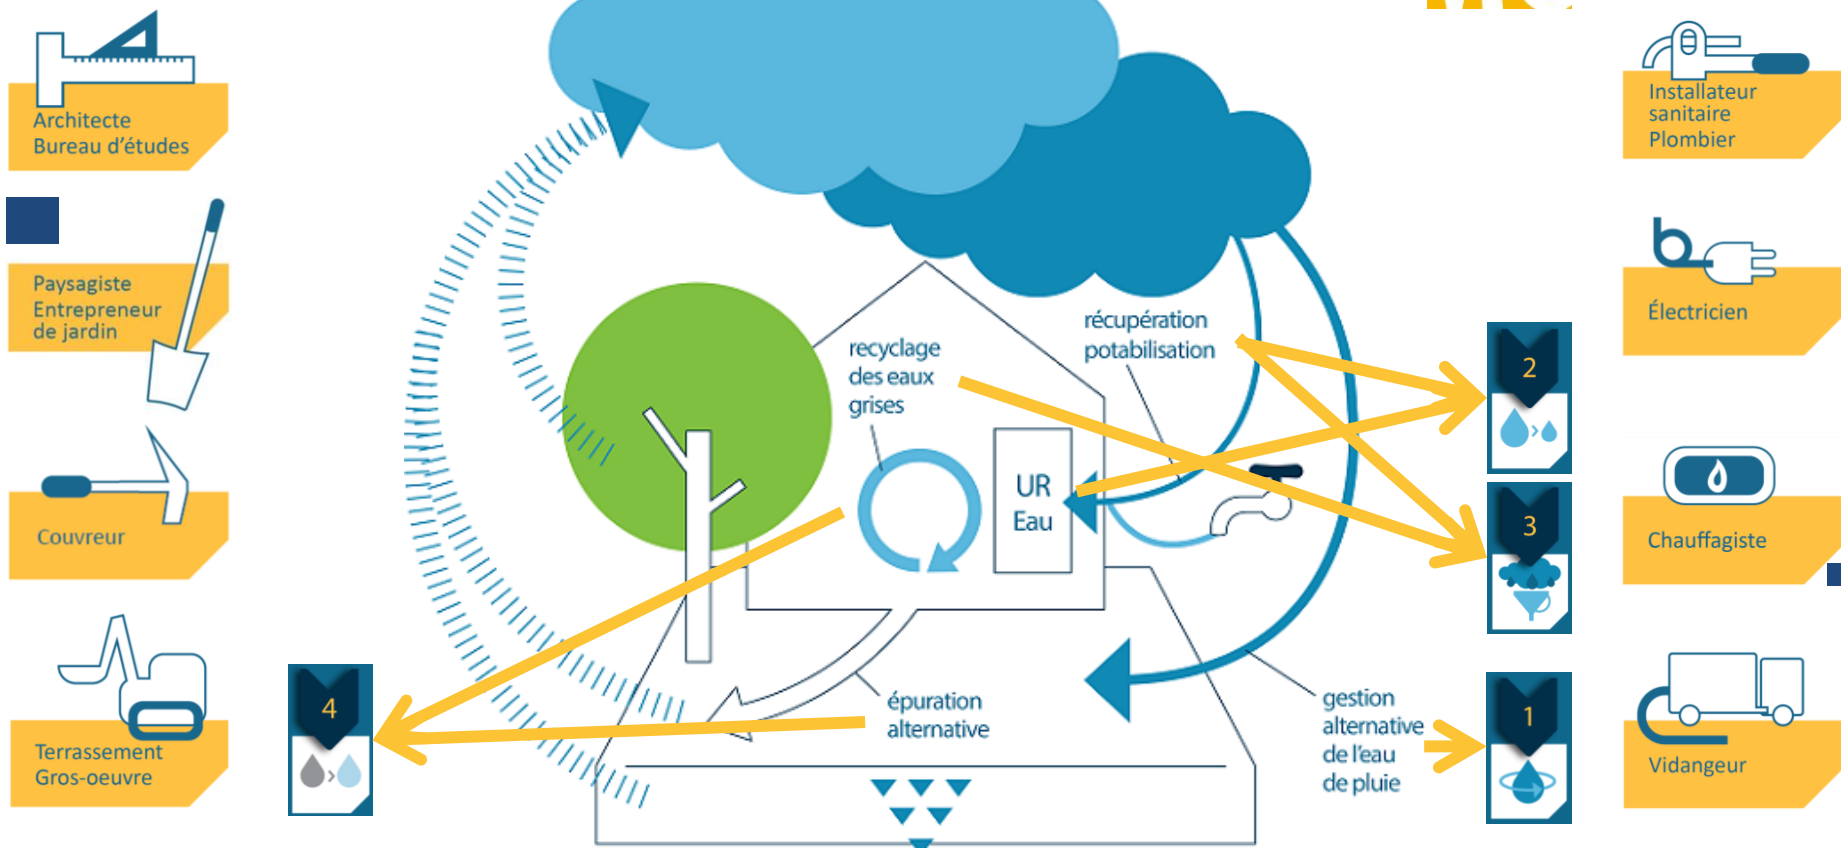 Architecte
Bureau d'études
Paysagiste
Entrepreneur
de jardin
Couvreur
Terrassement
Gros-oeuvre
4
recyclage
des eaux
grises
récupération
potabilisation
UR
Eau
épuration
alternative
gestion
alternative
de l'eau
de pluie
2
3
1
Installateur
sanitaire
Plombier
Électricien
Chauffagiste
Vidangeur